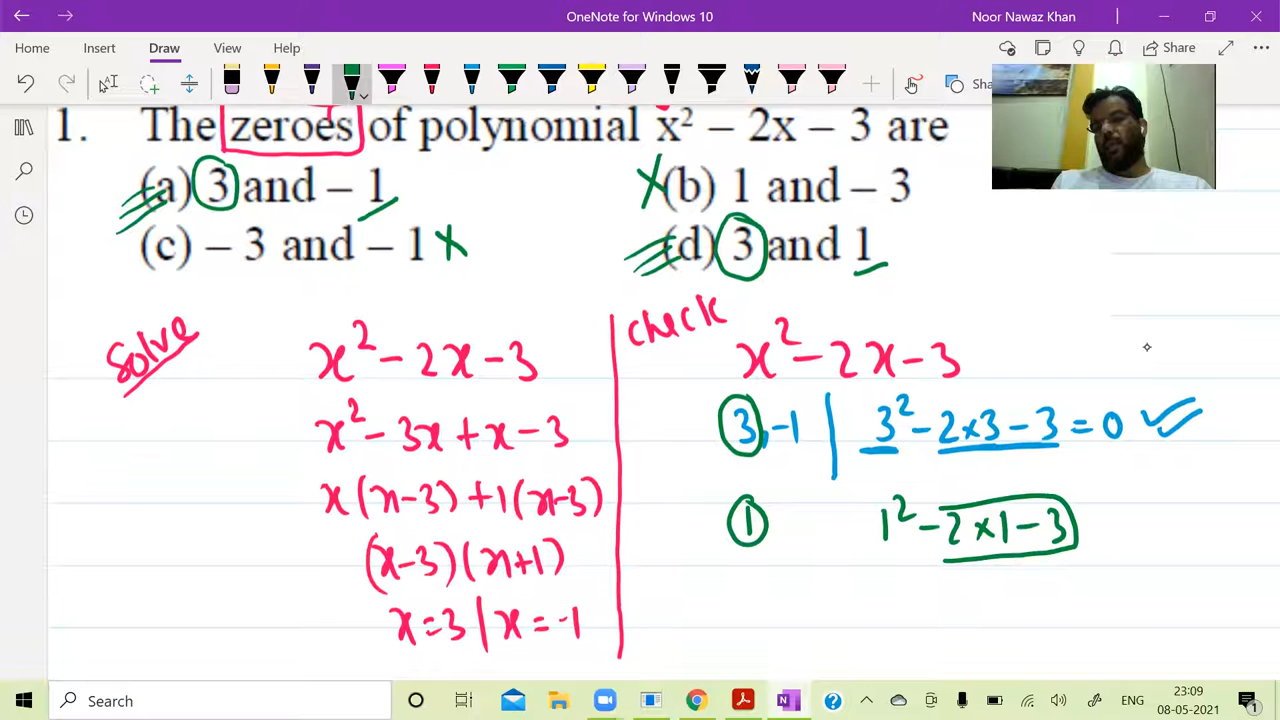 OneNote for Windows 10
Noor Nawaz Khan
Home Insert Draw View Help
Share
Sha
1. The zeroes of polynomial x² – 2x – 3 are
(a) 3 and – 1
(b) 1 and – 3
(c) – 3 and – 1
(d) 3 and 1
Solve
x² - 2x - 3
x² - 3x + x - 3
x(x-3) + 1(x-3)
(x-3)(x+1)
x=3 | x = -1
check
x² - 2x - 3
3, -1 | 3² - 2×3 - 3 = 0
1 1² - 2×1 - 3
Search
ENG
23:09
08-05-2021
1